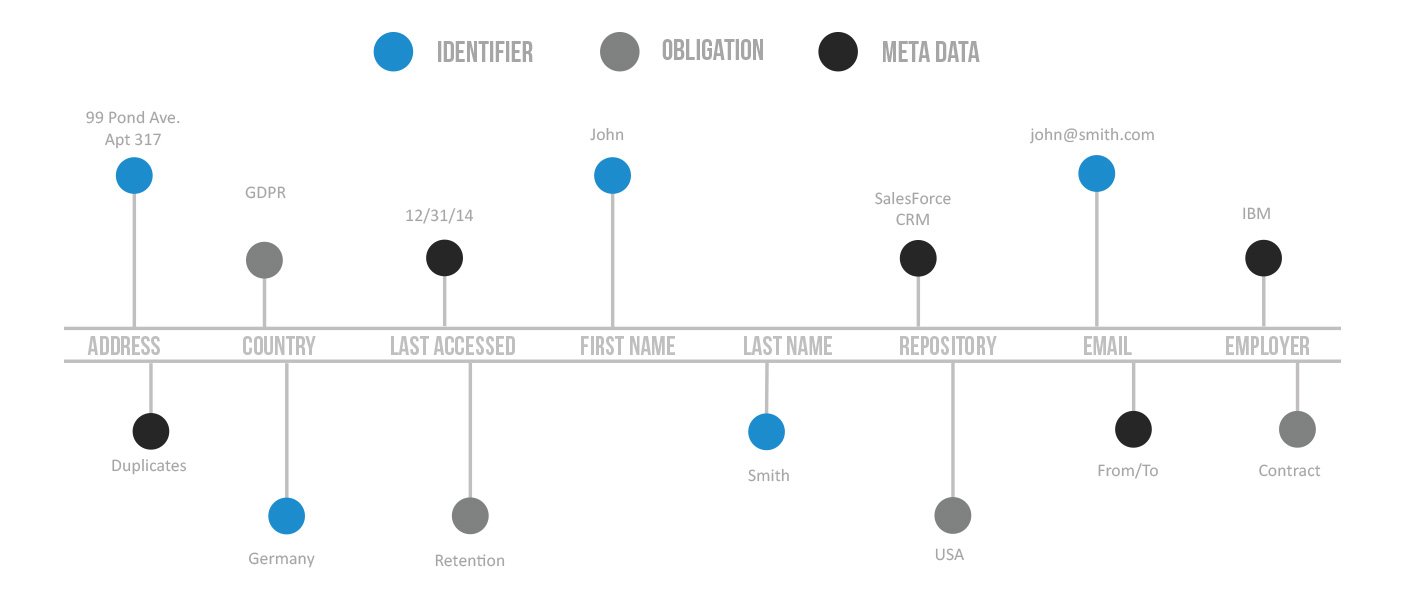 IDENTIFIER
OBLIGATION
META DATA
99 Pond Ave.
Apt 317
GDPR
12/31/14
John
SalesForce
CRM
john@smith.com
IBM
ADDRESS
COUNTRY
LAST ACCESSED
FIRST NAME
LAST NAME
REPOSITORY
EMAIL
EMPLOYER
Duplicates
Germany
Retention
Smith
USA
From/To
Contract